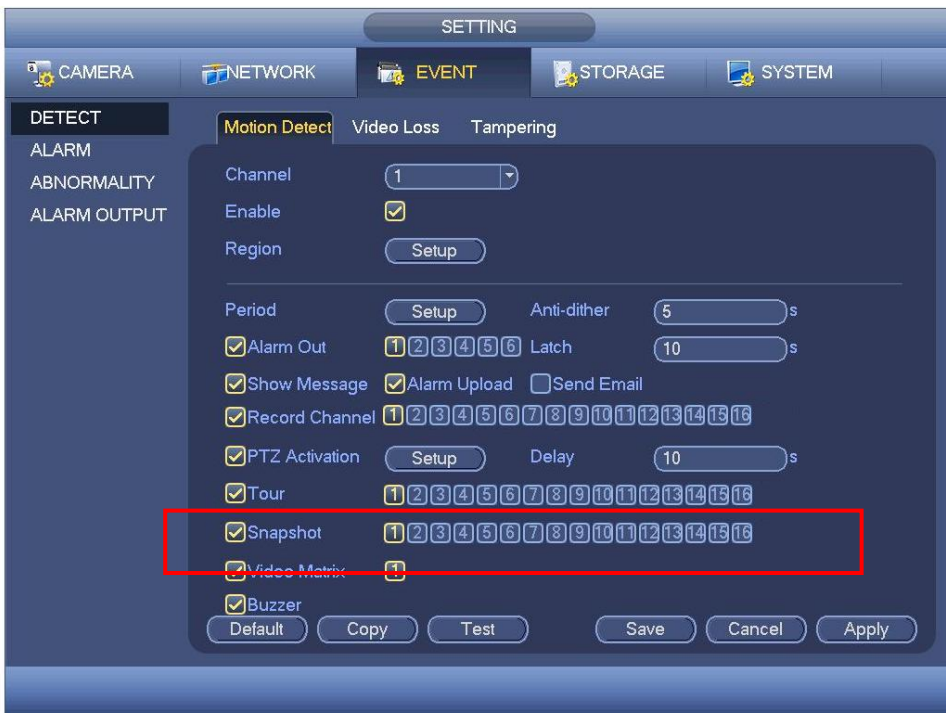 SETTING
CAMERA NETWORK EVENT STORAGE SYSTEM
DETECT
ALARM
ABNORMALITY
ALARM OUTPUT
Motion Detect Video Loss Tampering
Channel 1
Enable
Region Setup
Period Setup Anti-dither 5 s
Alarm Out 1 2 3 4 5 6 Latch 10 s
Show Message Alarm Upload Send Email
Record Channel 1 2 3 4 5 6 7 8 9 10 11 12 13 14 15 16
PTZ Activation Setup Delay 10 s
Tour 1 2 3 4 5 6 7 8 9 10 11 12 13 14 15 16
Snapshot 1 2 3 4 5 6 7 8 9 10 11 12 13 14 15 16
Video Matrix 1
Buzzer
Default Copy Test Save Cancel Apply